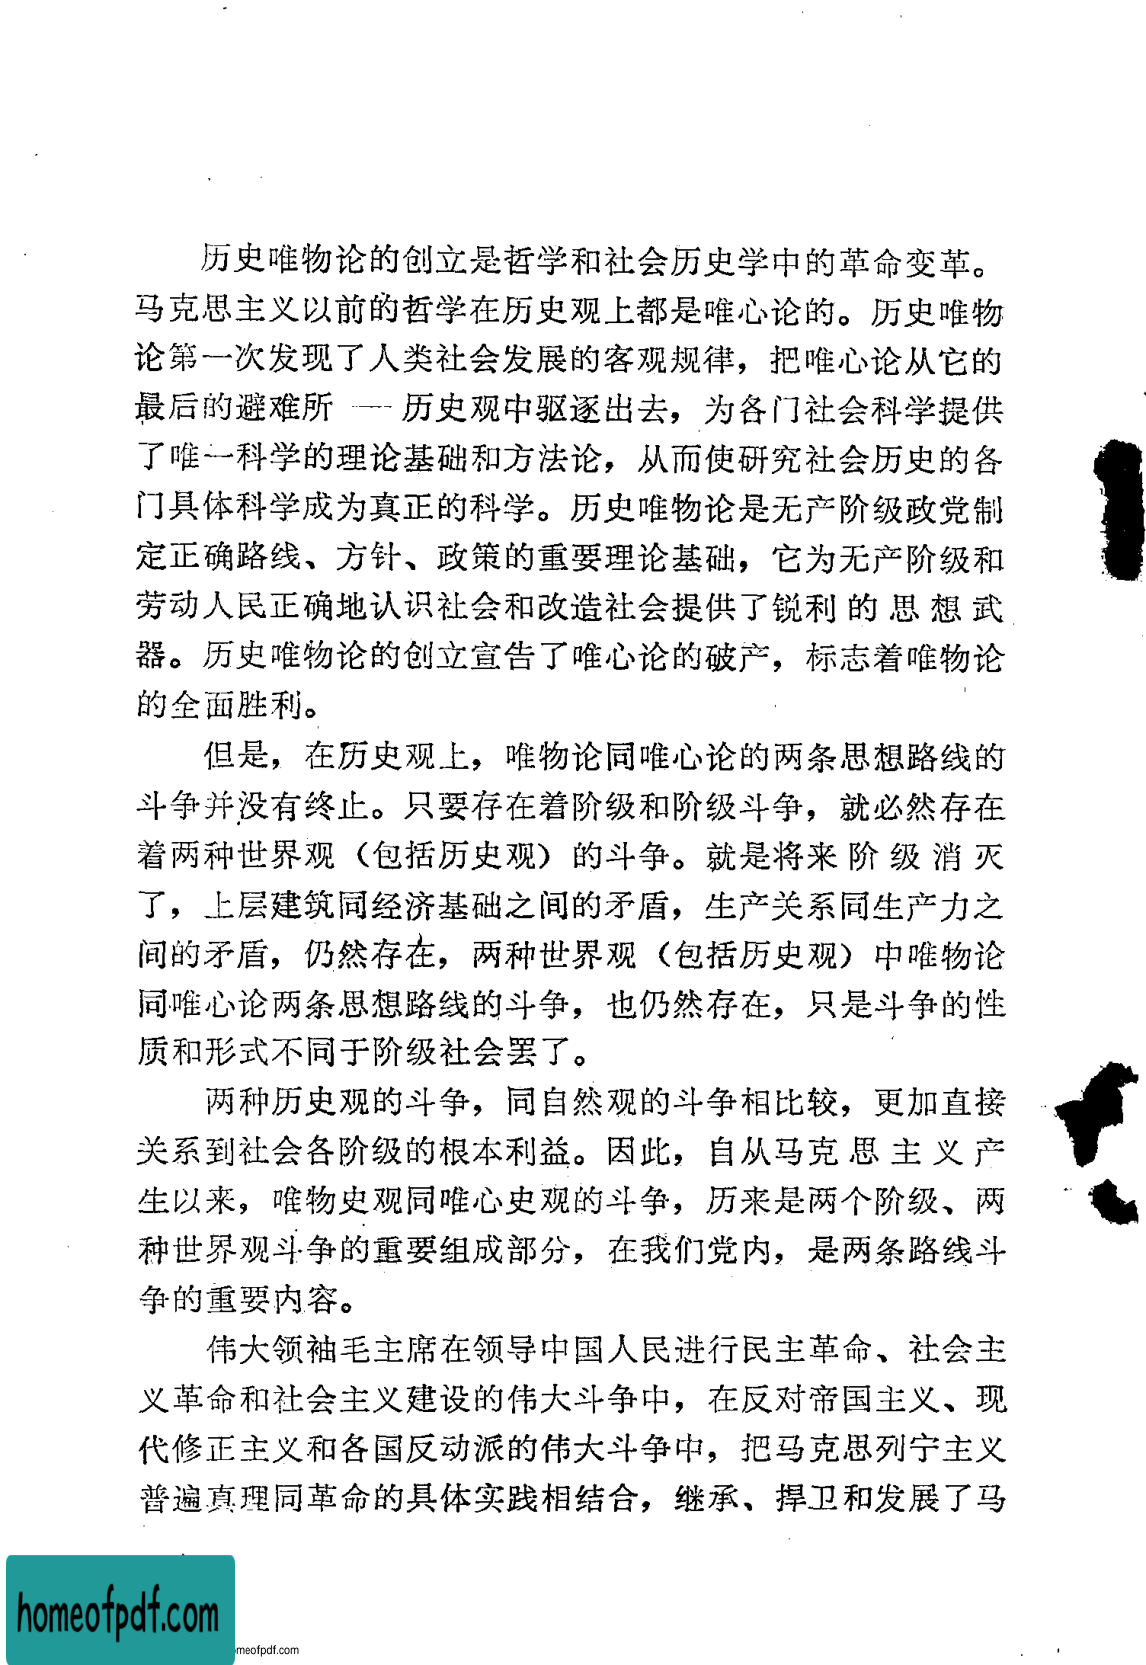 历史唯物论的创立是哲学和社会历史学中的革命变革。
马克思主义以前的哲学在历史观上都是唯心论的。历史唯物
论第一次发现了人类社会发展的客观规律，把唯心论从它的
最后的避难所——历史观中驱逐出去，为各门社会科学提供
了唯一科学的理论基础和方法论，从而使研究社会历史的各
门具体科学成为真正的科学。历史唯物论是无产阶级政党制
定正确路线、方针、政策的重要理论基础，它为无产阶级和
劳动人民正确地认识社会和改造社会提供了锐利的思想武
器。历史唯物论的创立宣告了唯心论的破产，标志着唯物论
的全面胜利。
但是，在历史观上，唯物论同唯心论的两条思想路线的
斗争并没有终止。只要存在着阶级和阶级斗争，就必然存在
着两种世界观（包括历史观）的斗争。就是将来阶级消灭
了，上层建筑同经济基础之间的矛盾，生产关系同生产力之
间的矛盾，仍然存在，两种世界观（包括历史观）中唯物论
同唯心论两条思想路线的斗争，也仍然存在，只是斗争的性
质和形式不同于阶级社会罢了。
两种历史观的斗争，同自然观的斗争相比较，更加直接
关系到社会各阶级的根本利益。因此，自从马克思主义产
生以来，唯物史观同唯心史观的斗争，历来是两个阶级、两
种世界观斗争的重要组成部分，在我们党内，是两条路线斗
争的重要内容。
伟大领袖毛主席在领导中国人民进行民主革命、社会主
义革命和社会主义建设的伟大斗争中，在反对帝国主义、现
代修正主义和各国反动派的伟大斗争中，把马克思列宁主义
普遍真理同革命的具体实践相结合，继承、捍卫和发展了马
homeofpdf.com
meofpdf.com